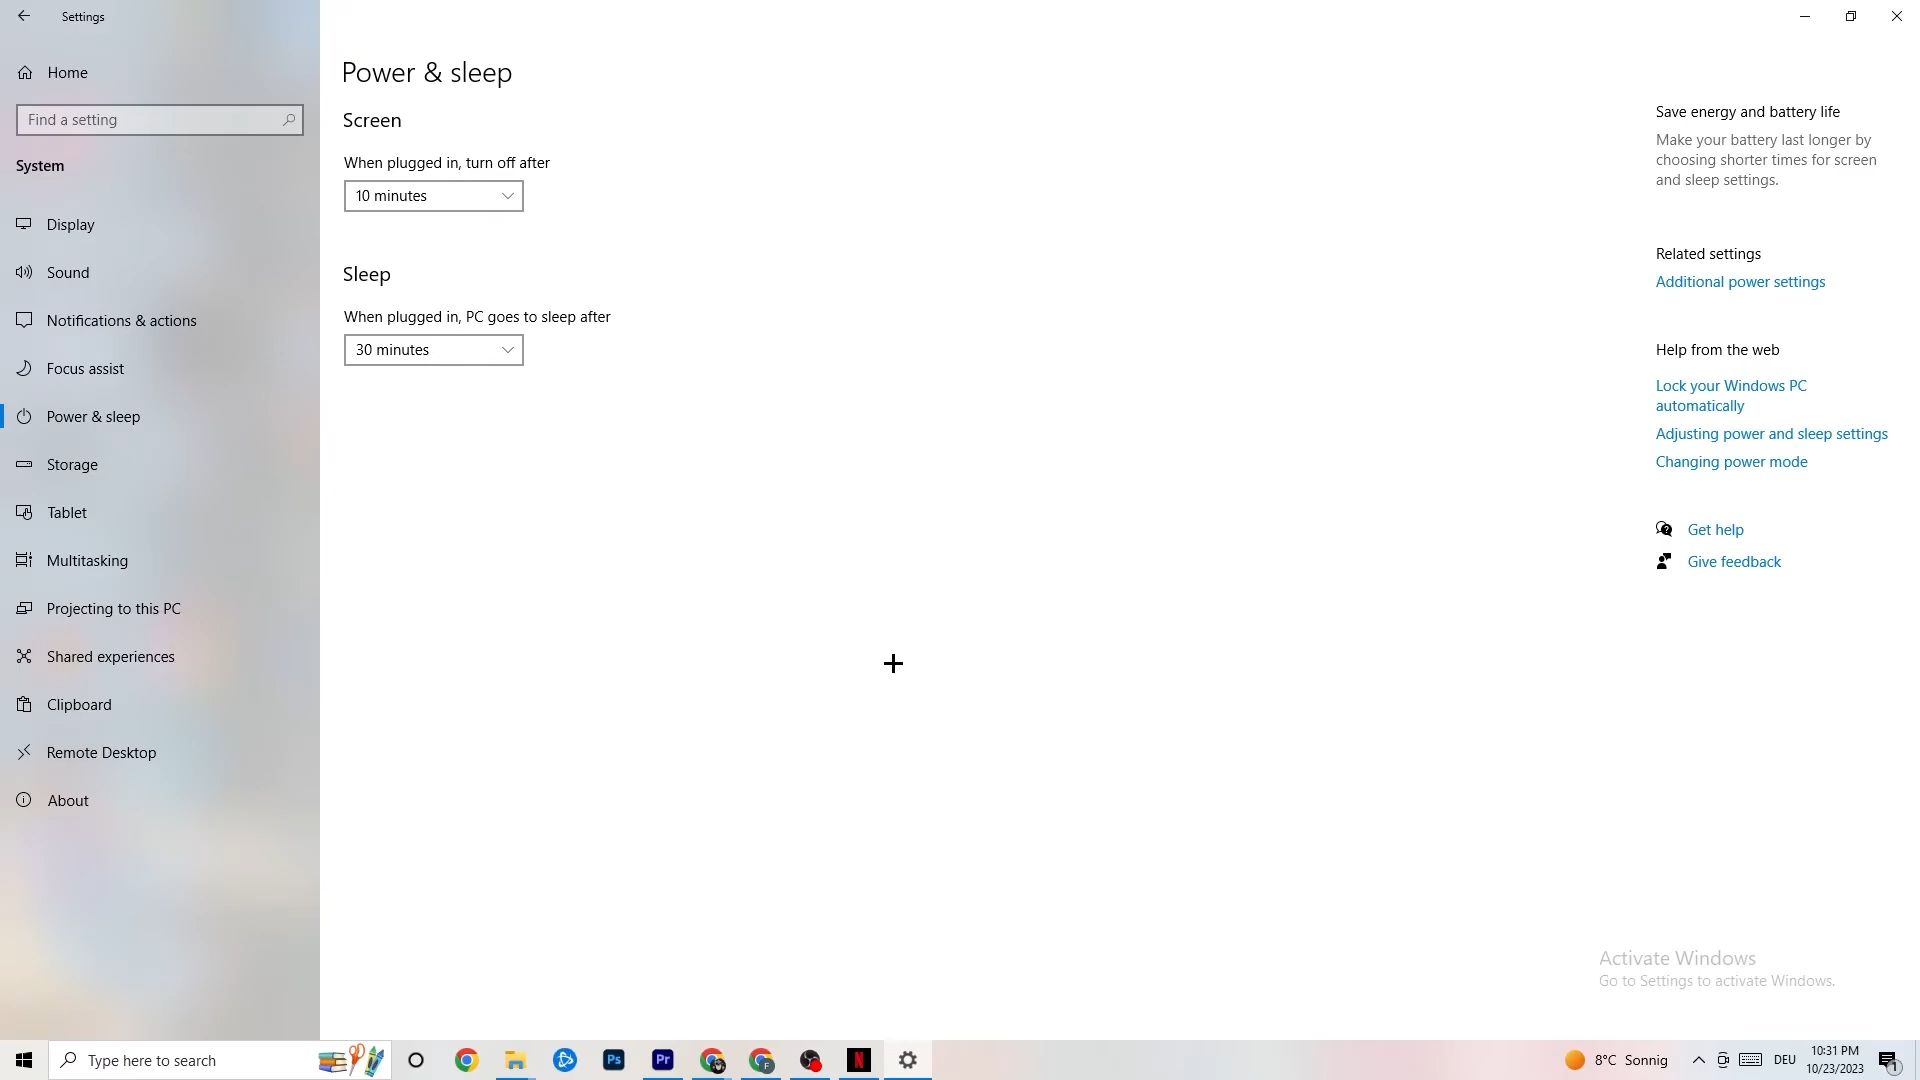 Settings
Home
Find a setting
System
Display
Sound
Notifications & actions
Focus assist
Power & sleep
Storage
Tablet
Multitasking
Projecting to this PC
Shared experiences
Clipboard
Remote Desktop
About
Power & sleep
Screen
When plugged in, turn off after
10 minutes
Sleep
When plugged in, PC goes to sleep after
30 minutes
Save energy and battery life
Make your battery last longer by
choosing shorter times for screen
and sleep settings.
Related settings
Additional power settings
Help from the web
Lock your Windows PC
automatically
Adjusting power and sleep settings
Changing power mode
Get help
Give feedback
Activate Windows
Go to Settings to activate Windows.
Type here to search
Ps
Pr
F
N
8°C Sonnig
DEU
10:31 PM
10/23/2023
1